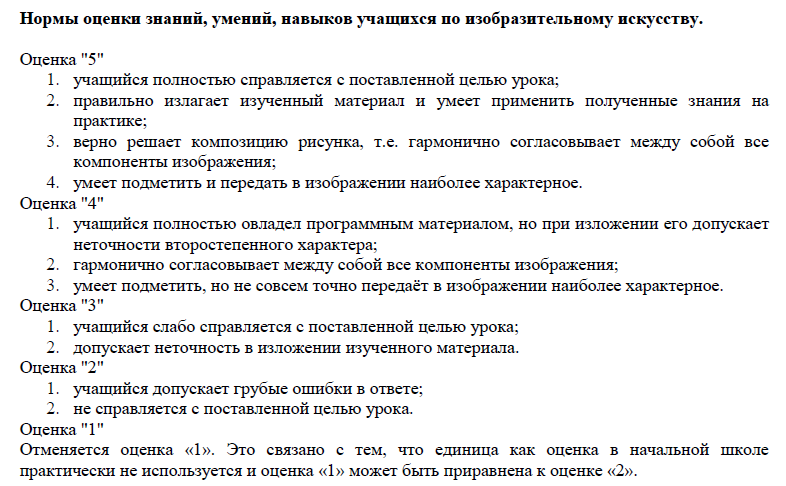 Нормы оценки знаний, умений, навыков учащихся по изобразительному искусству.
Оценка "5"
1. учащийся полностью справляется с поставленной целью урока;
2. правильно излагает изученный материал и умеет применить полученные знания на
практике;
3. верно решает композицию рисунка, т.е. гармонично согласовывает между собой все
компоненты изображения;
4. умеет подметить и передать в изображении наиболее характерное.
Оценка "4"
1. учащийся полностью овладел программным материалом, но при изложении его допускает
неточности второстепенного характера;
2. гармонично согласовывает между собой все компоненты изображения;
3. умеет подметить, но не совсем точно передаёт в изображении наиболее характерное.
Оценка "3"
1. учащийся слабо справляется с поставленной целью урока;
2. допускает неточность в изложении изученного материала.
Оценка "2"
1. учащийся допускает грубые ошибки в ответе;
2. не справляется с поставленной целью урока.
Оценка "1"
Отменяется оценка «1». Это связано с тем, что единица как оценка в начальной школе
практически не используется и оценка «1» может быть приравнена к оценке «2».